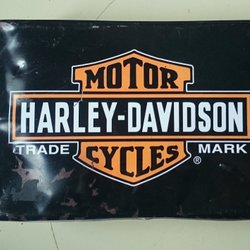 MOTOR
HARLEY-DAVIDSON
TRADE MARK
CYCLES
®